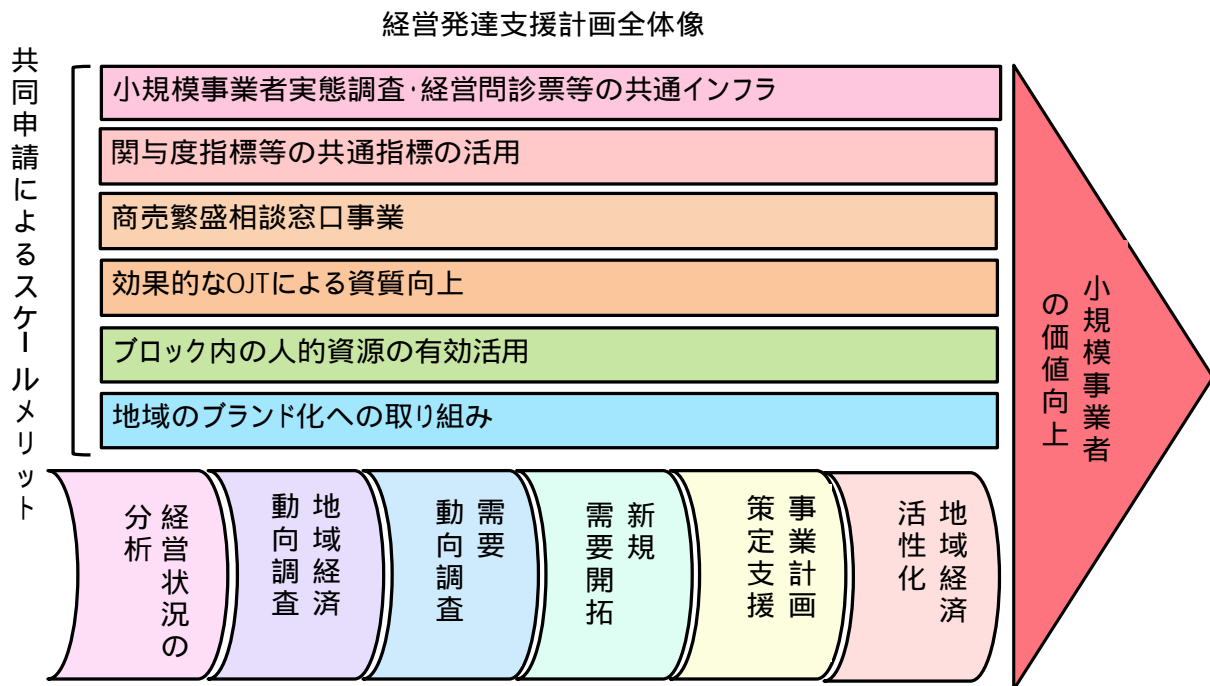 経営発達支援計画全体像
共同申請によるスケールメリット
小規模事業者実態調査・経営問診票等の共通インフラ
関与度指標等の共通指標の活用
商売繁盛相談窓口事業
効果的なOJTによる資質向上
ブロック内の人的資源の有効活用
地域のブランド化への取り組み
小規模事業者
の価値向上
経営状況の
分析
地域経済
動向調査
需要
動向調査
新規
需要開拓
事業計画
策定支援
地域経済
活性化